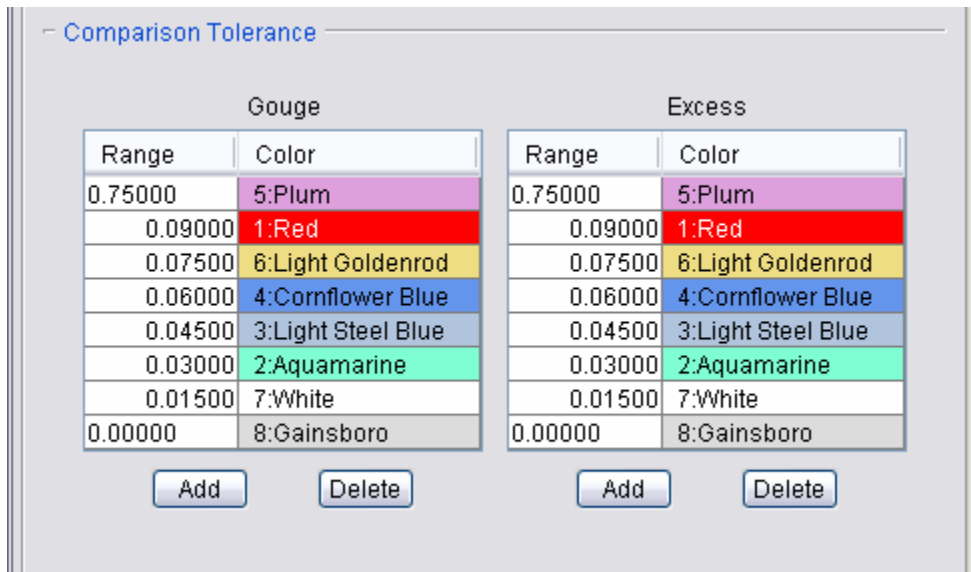 Comparison Tolerance
Gouge Excess
Range Color Range Color
0.75000 5:Plum 0.75000 5:Plum
0.09000 1:Red 0.09000 1:Red
0.07500 6:Light Goldenrod 0.07500 6:Light Goldenrod
0.06000 4:Cornflower Blue 0.06000 4:Cornflower Blue
0.04500 3:Light Steel Blue 0.04500 3:Light Steel Blue
0.03000 2:Aquamarine 0.03000 2:Aquamarine
0.01500 7:White 0.01500 7:White
0.00000 8:Gainsboro 0.00000 8:Gainsboro
Add Delete Add Delete